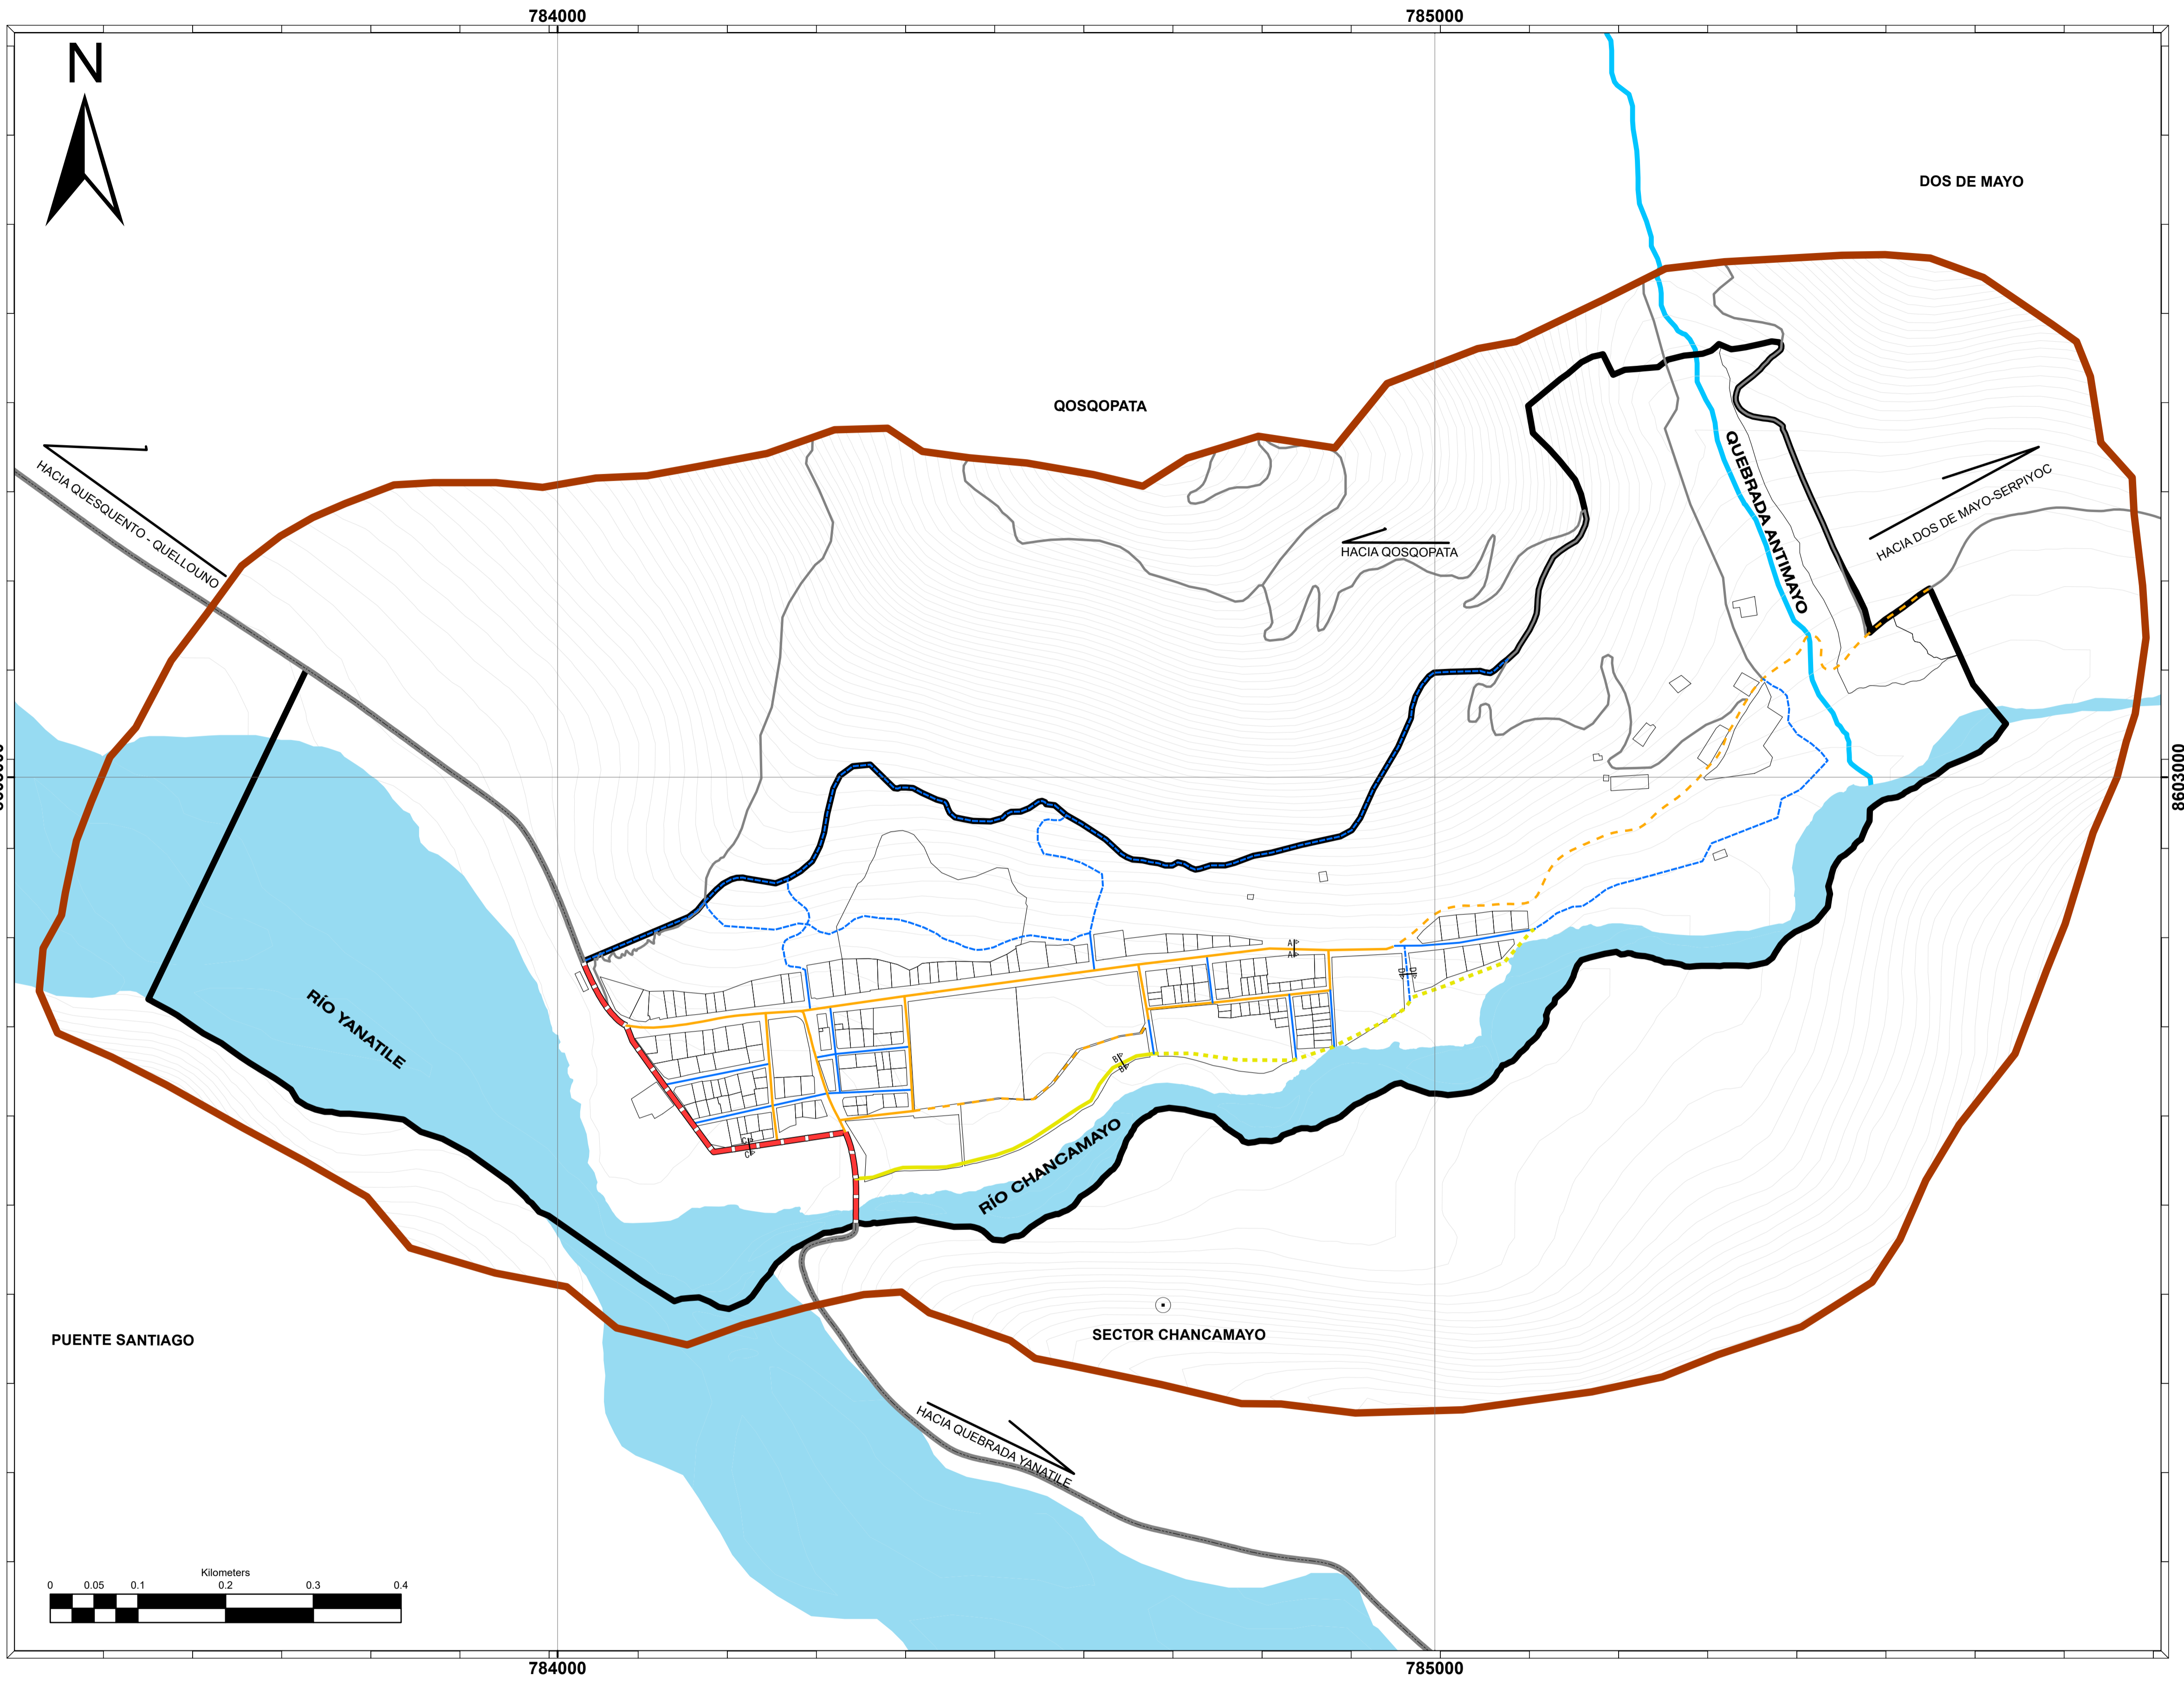 784000
785000
N
DOS DE MAYO
QOSQOPATA
HACIA QUESQUENTO - QUELLOUNO
HACIA QOSQOPATA
QUEBRADA ANTIMAYO
HACIA DOS DE MAYO-SERPIYOC
8603000
A
A
D
D
B
B
C
C
RÍO YANATILE
RÍO CHANCAMAYO
PUENTE SANTIAGO
SECTOR CHANCAMAYO
HACIA QUEBRADA YANATILE
Kilometers
0 0.05 0.1 0.2 0.3 0.4
784000
785000